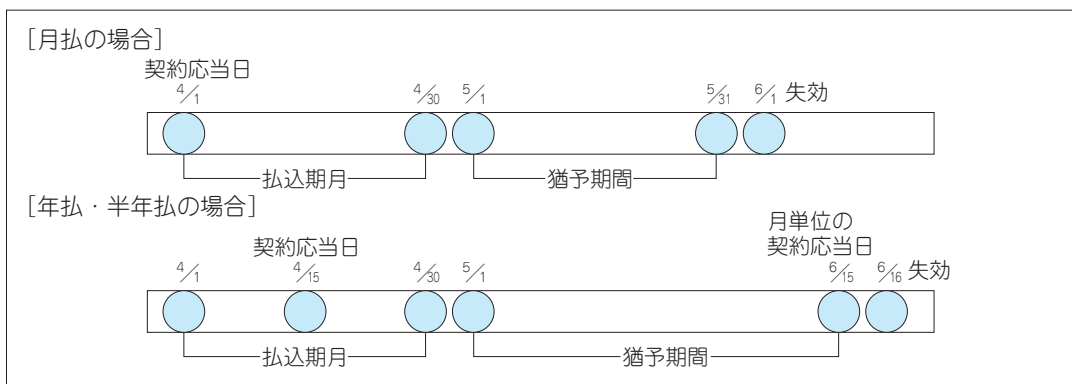 ［月払の場合］
契約応当日
4/1 4/30 5/1 5/31 6/1 失効
払込期月 猶予期間
［年払・半年払の場合］
契約応当日 月単位の契約応当日
4/1 4/15 4/30 5/1 6/15 6/16 失効
払込期月 猶予期間